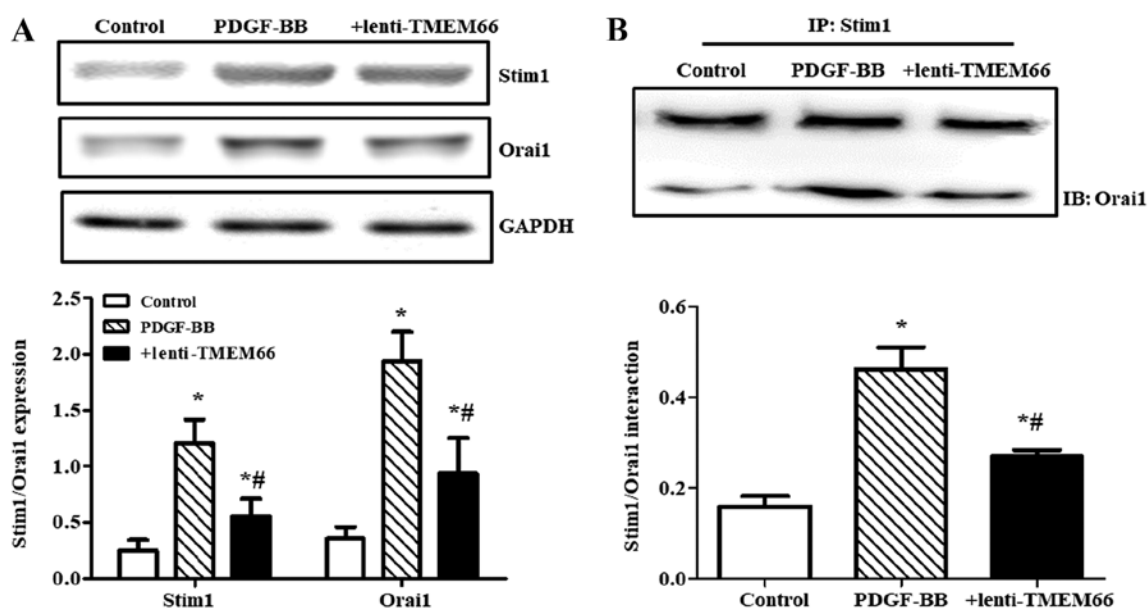 A
Control PDGF-BB +lenti-TMEM66
Stim1
Orai1
GAPDH
2.5
2.0
1.5
1.0
0.5
0.0
Stim1/Orai1 expression
Control
PDGF-BB
+lenti-TMEM66
*
*#
*
*#
Stim1 Orai1
B
IP: Stim1
Control PDGF-BB +lenti-TMEM66
IB: Orai1
0.6
0.4
0.2
0.0
Stim1/Orai1 interaction
*
*#
Control PDGF-BB +lenti-TMEM66